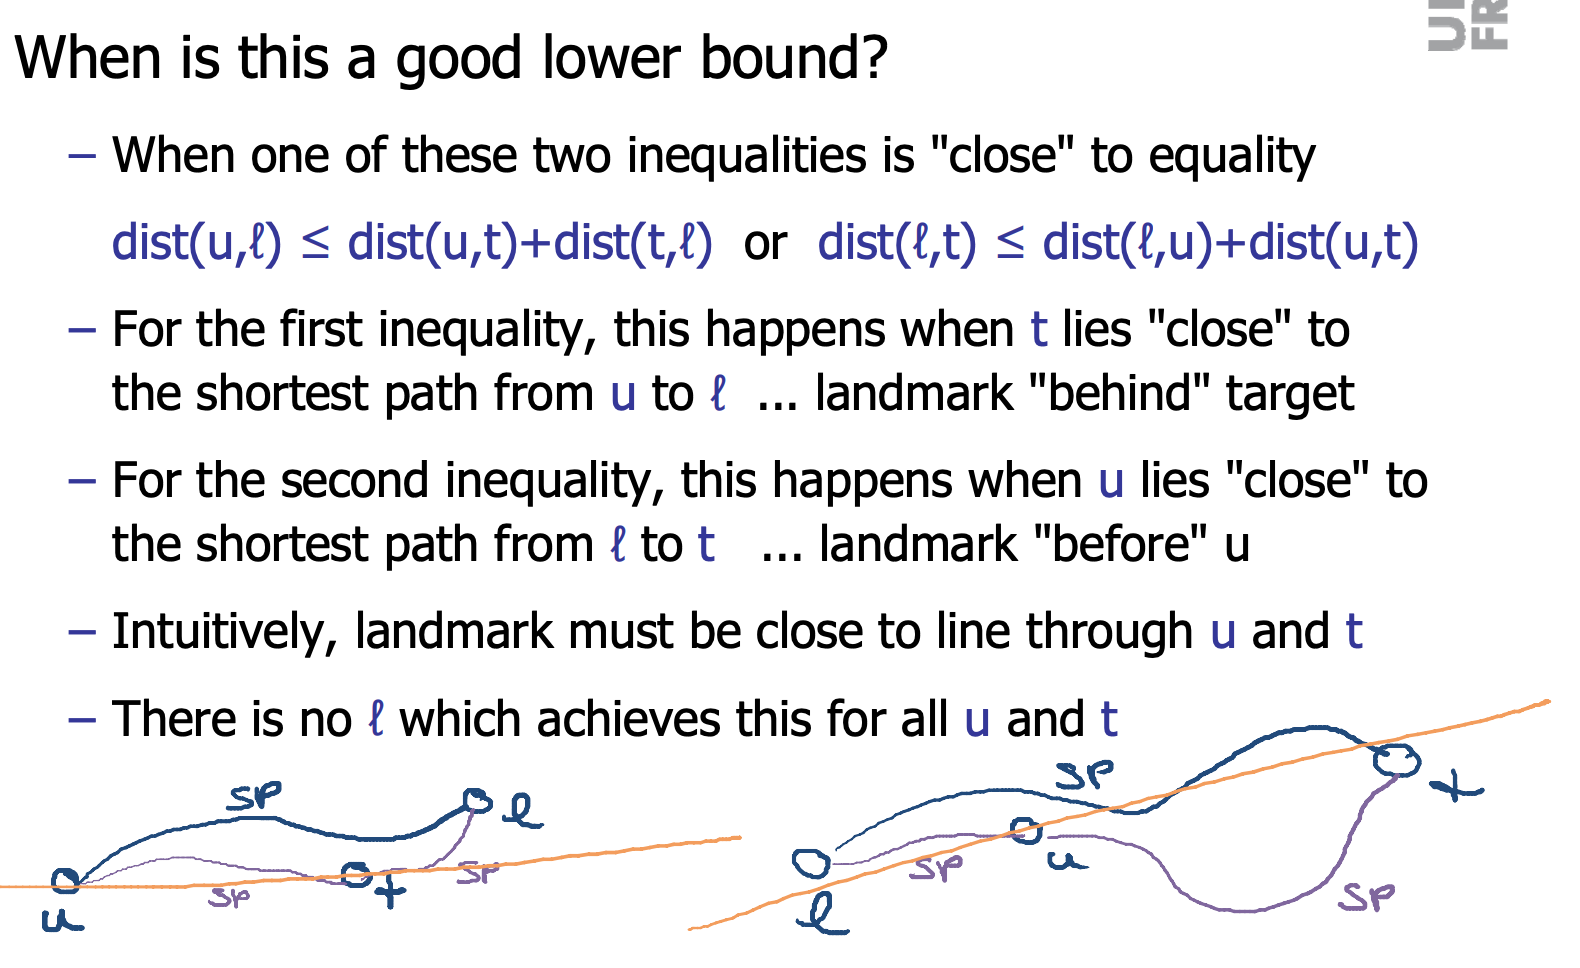 UI
FR
When is this a good lower bound?
– When one of these two inequalities is "close" to equality
dist(u,ℓ) ≤ dist(u,t)+dist(t,ℓ) or dist(ℓ,t) ≤ dist(ℓ,u)+dist(u,t)
– For the first inequality, this happens when t lies "close" to
the shortest path from u to ℓ ... landmark "behind" target
– For the second inequality, this happens when u lies "close" to
the shortest path from ℓ to t ... landmark "before" u
– Intuitively, landmark must be close to line through u and t
– There is no ℓ which achieves this for all u and t
SP
ℓ
SP
t
SP
u
SP
t
u
SP
ℓ
SP